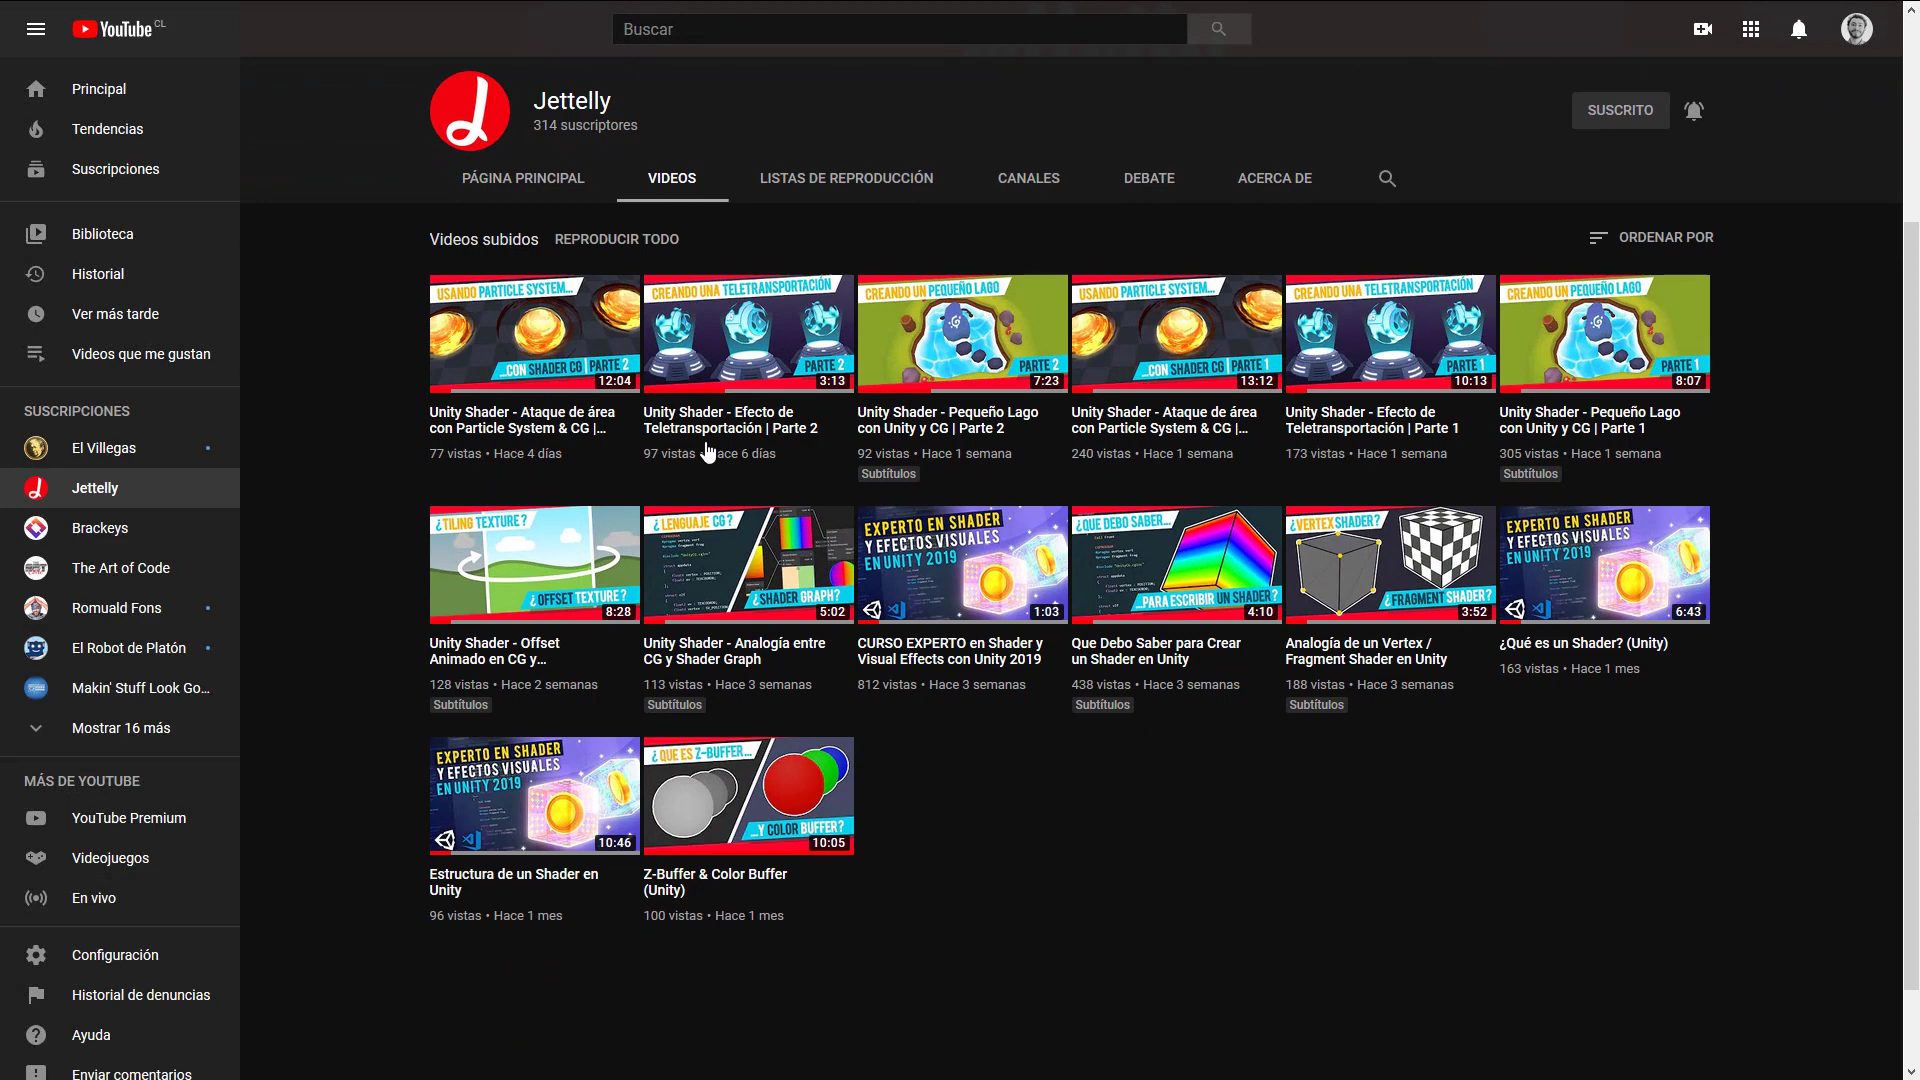 YouTube CL
Buscar
Principal
Tendencias
Suscripciones
Biblioteca
Historial
Ver más tarde
Videos que me gustan
SUSCRIPCIONES
El Villegas
Jettelly
Brackeys
The Art of Code
Romuald Fons
El Robot de Platón
Makin' Stuff Look Go...
Mostrar 16 más
MÁS DE YOUTUBE
YouTube Premium
Videojuegos
En vivo
Configuración
Historial de denuncias
Ayuda
Enviar comentarios
Jettelly
314 suscriptores
SUSCRITO
PÁGINA PRINCIPAL
VIDEOS
LISTAS DE REPRODUCCIÓN
CANALES
DEBATE
ACERCA DE
Videos subidos
REPRODUCIR TODO
ORDENAR POR
USANDO PARTICLE SYSTEM...
...CON SHADER CG | PARTE 2
12:04
Unity Shader - Ataque de área
con Particle System & CG |...
77 vistas • Hace 4 días
CREANDO UNA TELETRANSPORTACIÓN
PARTE 2
3:13
Unity Shader - Efecto de
Teletransportación | Parte 2
97 vistas • ace 6 días
CREANDO UN PEQUEÑO LAGO
PARTE 2
7:23
Unity Shader - Pequeño Lago
con Unity y CG | Parte 2
92 vistas • Hace 1 semana
Subtítulos
USANDO PARTICLE SYSTEM...
...CON SHADER CG | PARTE 1
13:12
Unity Shader - Ataque de área
con Particle System & CG |...
240 vistas • Hace 1 semana
CREANDO UNA TELETRANSPORTACIÓN
PARTE 1
10:13
Unity Shader - Efecto de
Teletransportación | Parte 1
173 vistas • Hace 1 semana
CREANDO UN PEQUEÑO LAGO
PARTE 1
8:07
Unity Shader - Pequeño Lago
con Unity y CG | Parte 1
305 vistas • Hace 1 semana
Subtítulos
¿TILING TEXTURE?
¿OFFSET TEXTURE?
8:28
Unity Shader - Offset
Animado en CG y...
128 vistas • Hace 2 semanas
Subtítulos
¿LENGUAJE CG?
¿SHADER GRAPH?
5:02
Unity Shader - Analogía entre
CG y Shader Graph
113 vistas • Hace 3 semanas
Subtítulos
EXPERTO EN SHADER
Y EFECTOS VISUALES
EN UNITY 2019
1:03
CURSO EXPERTO en Shader y
Visual Effects con Unity 2019
812 vistas • Hace 3 semanas
¿QUE DEBO SABER...
...PARA ESCRIBIR UN SHADER?
4:10
Que Debo Saber para Crear
un Shader en Unity
438 vistas • Hace 3 semanas
Subtítulos
¿VERTEX SHADER?
¿FRAGMENT SHADER?
3:52
Analogía de un Vertex /
Fragment Shader en Unity
188 vistas • Hace 3 semanas
Subtítulos
EXPERTO EN SHADER
Y EFECTOS VISUALES
EN UNITY 2019
6:43
¿Qué es un Shader? (Unity)
163 vistas • Hace 1 mes
EXPERTO EN SHADER
Y EFECTOS VISUALES
EN UNITY 2019
10:46
Estructura de un Shader en
Unity
96 vistas • Hace 1 mes
¿QUE ES Z-BUFFER...
...Y COLOR BUFFER?
10:05
Z-Buffer & Color Buffer
(Unity)
100 vistas • Hace 1 mes